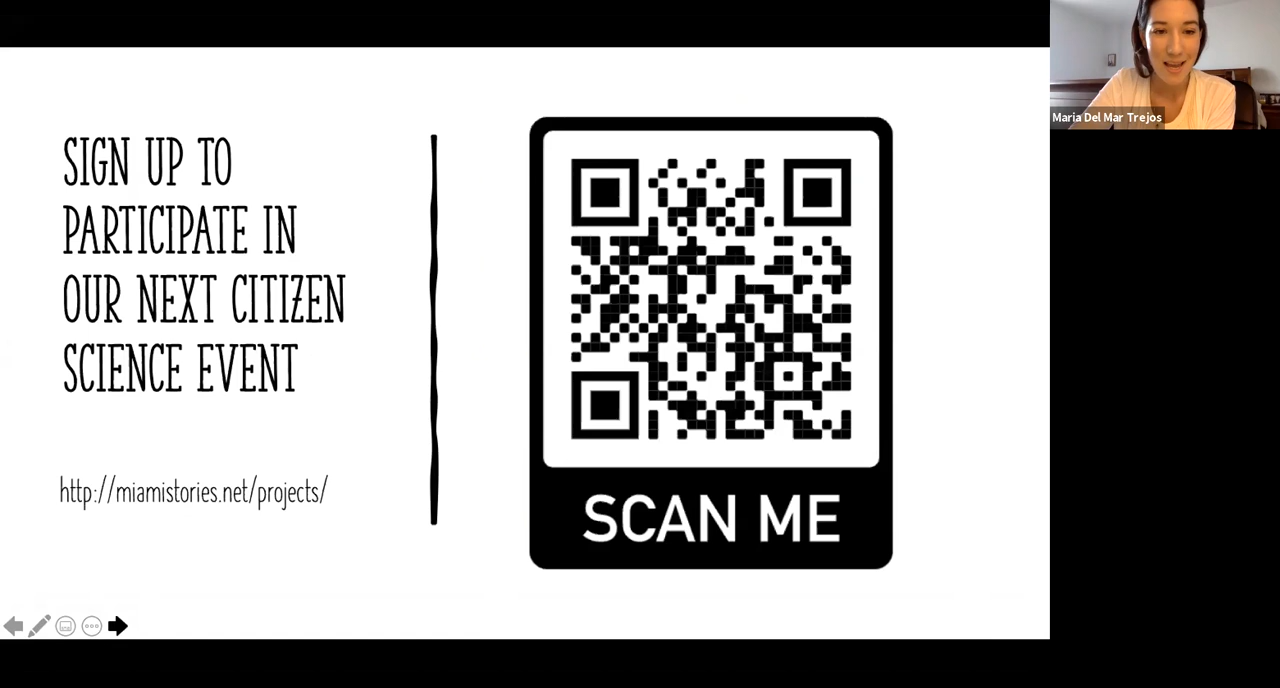 SIGN UP TO
PARTICIPATE IN
OUR NEXT CITIZEN
SCIENCE EVENT
http://miamistories.net/projects/
SCAN ME
Maria Del Mar Trejos